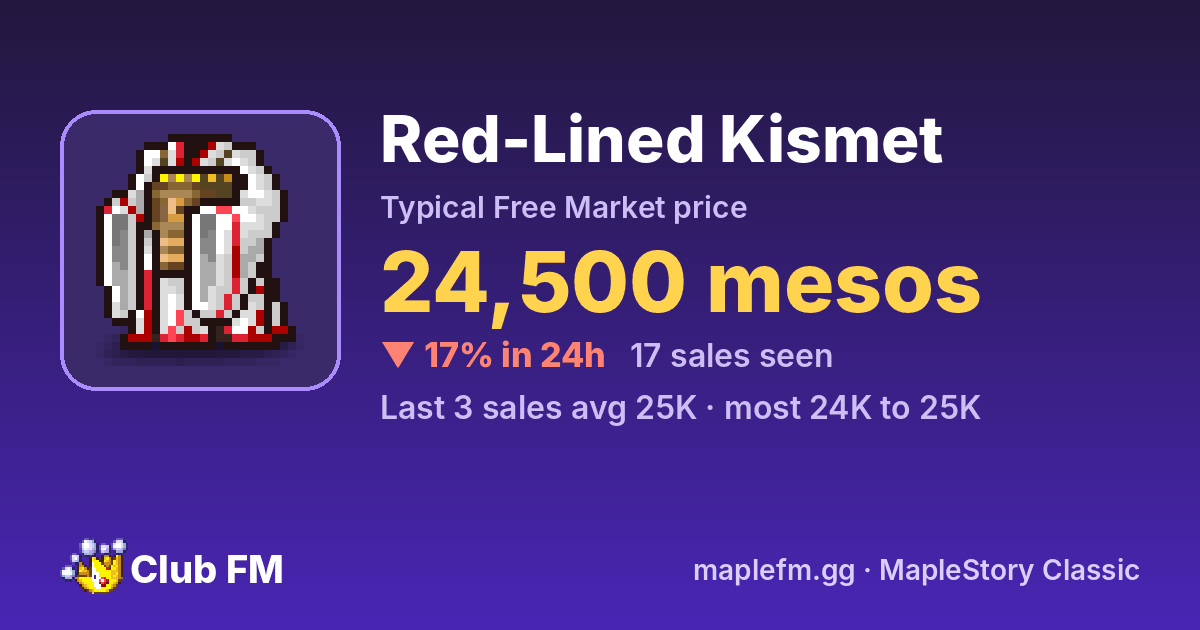 Red-Lined Kismet
Typical Free Market price
24,500 mesos
▼ 17% in 24h 17 sales seen
Last 3 sales avg 25K · most 24K to 25K
Club FM
maplefm.gg · MapleStory Classic